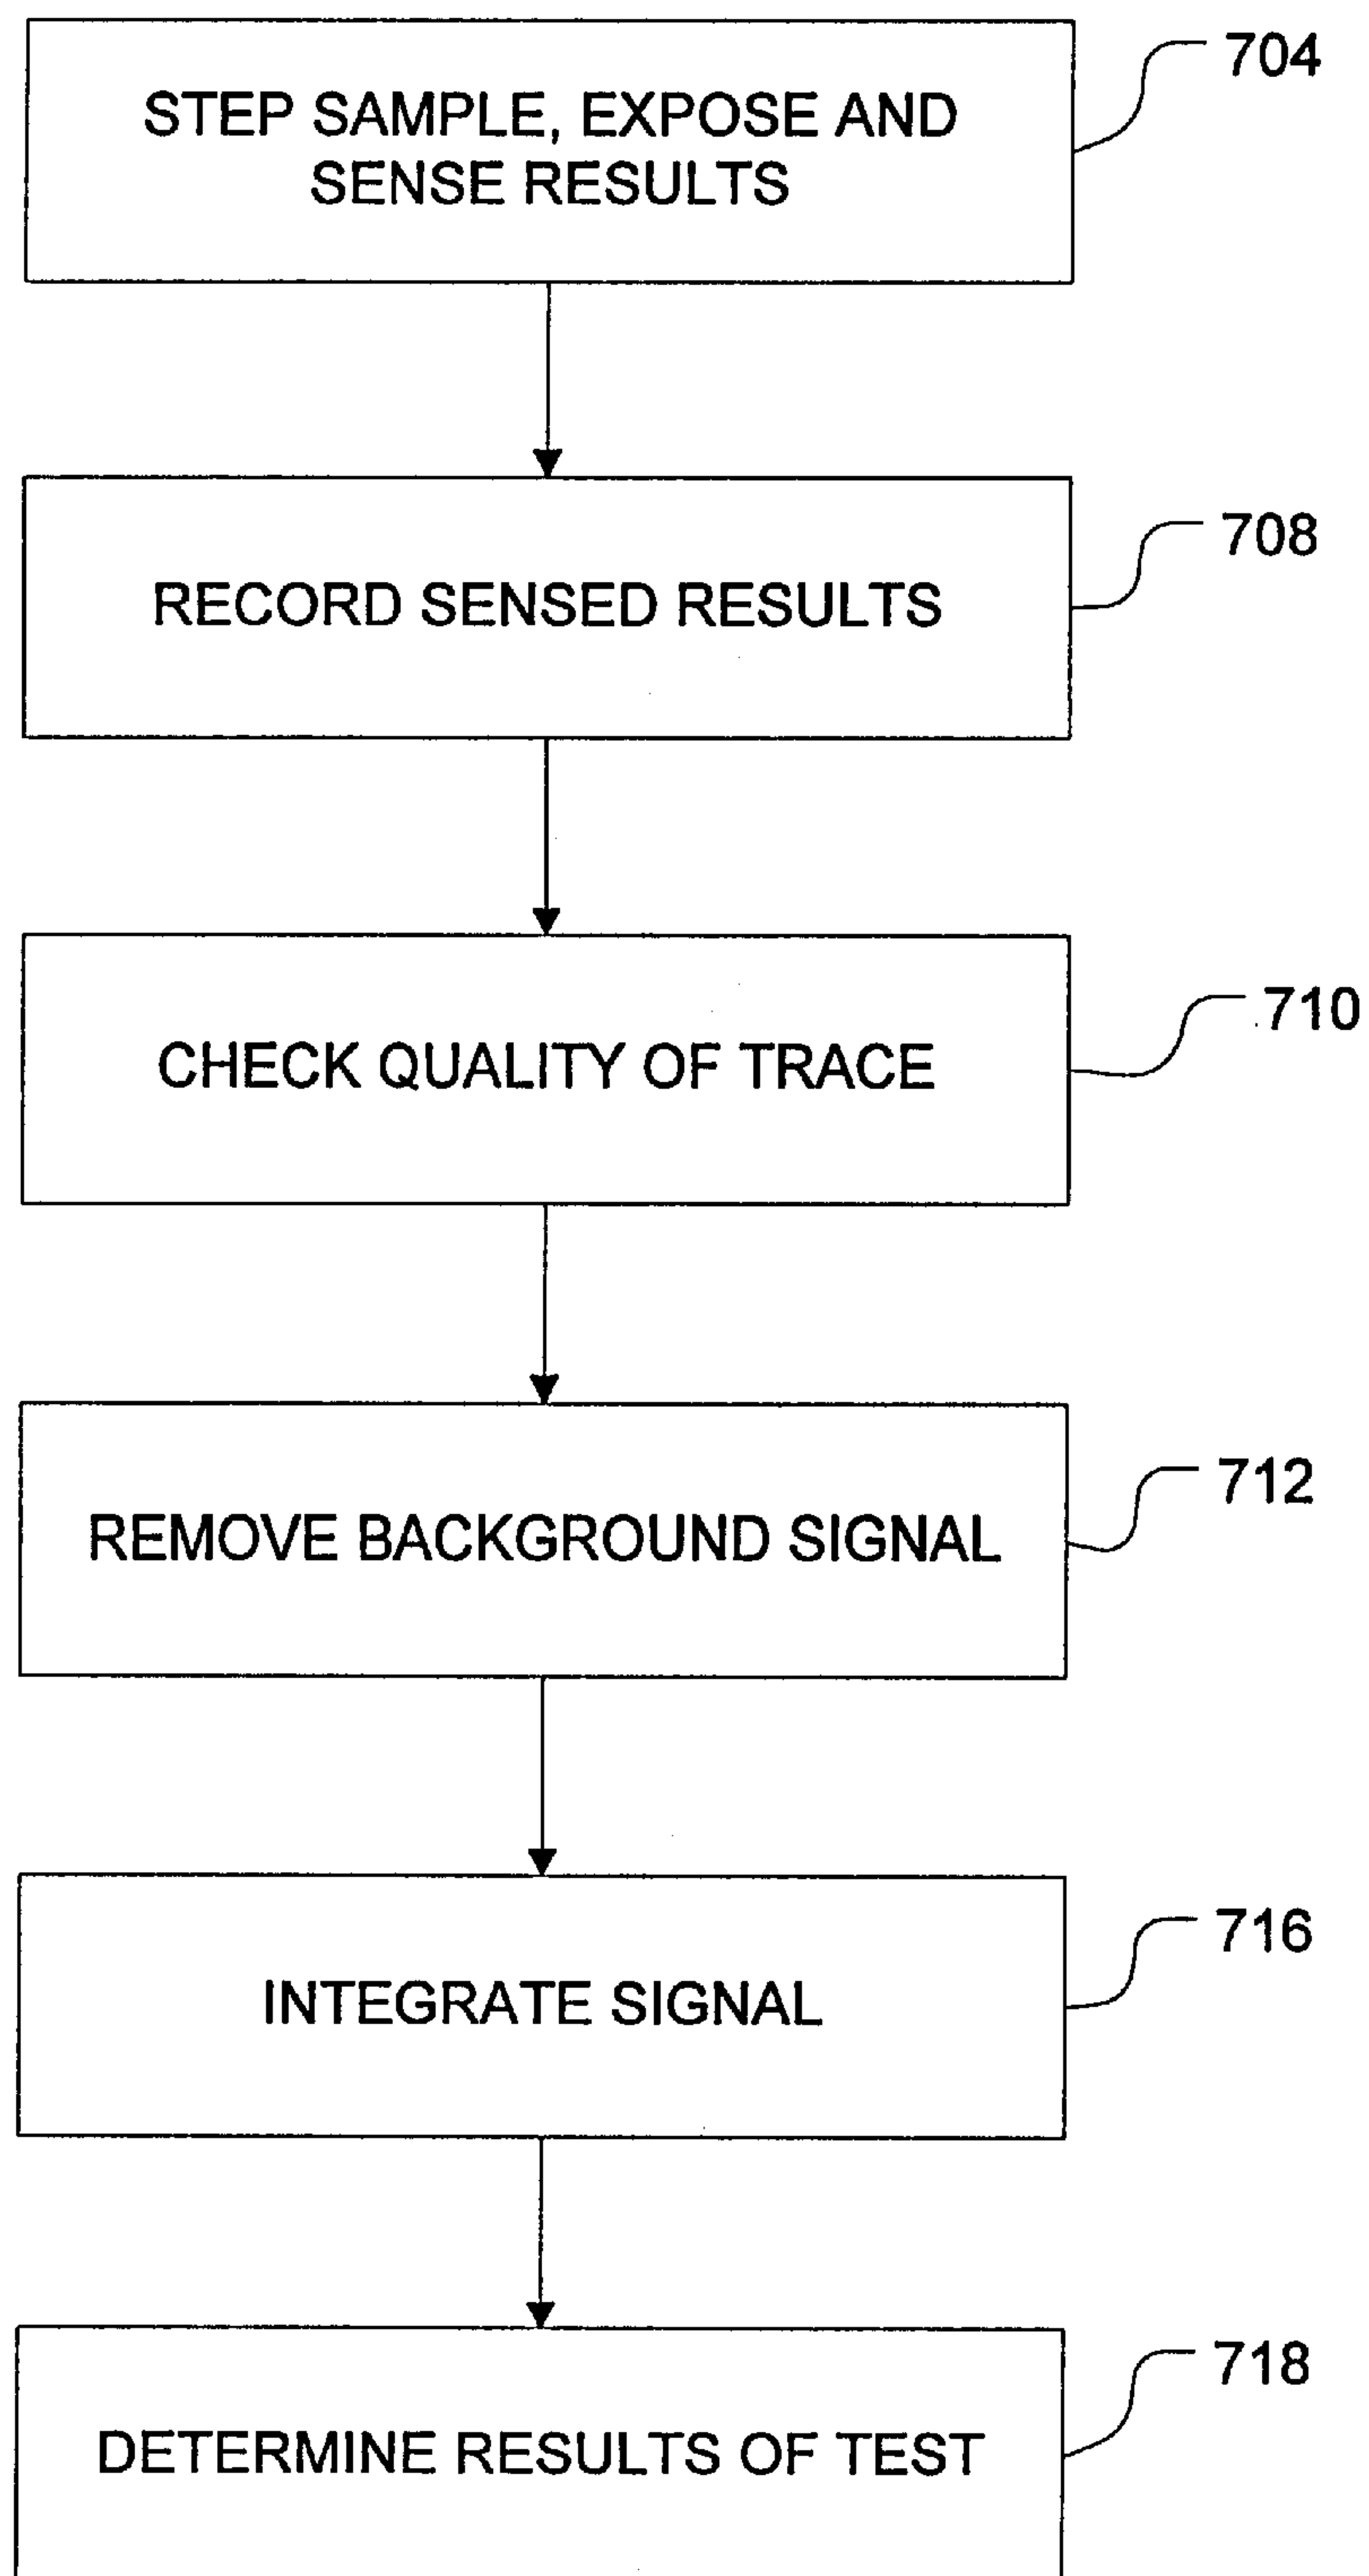 704
STEP SAMPLE, EXPOSE AND
SENSE RESULTS
708
RECORD SENSED RESULTS
710
CHECK QUALITY OF TRACE
712
REMOVE BACKGROUND SIGNAL
716
INTEGRATE SIGNAL
718
DETERMINE RESULTS OF TEST